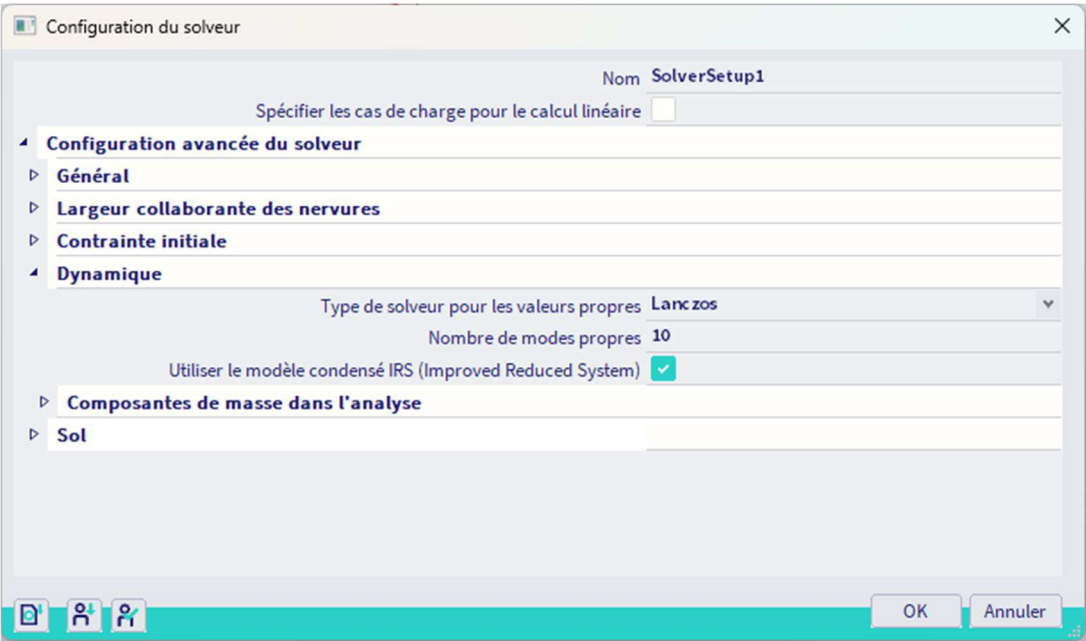 Configuration du solveur
Nom SolverSetup1
Spécifier les cas de charge pour le calcul linéaire
Configuration avancée du solveur
Général
Largeur collaborante des nervures
Contrainte initiale
Dynamique
Type de solveur pour les valeurs propres Lanczos
Nombre de modes propres 10
Utiliser le modèle condensé IRS (Improved Reduced System)
Composantes de masse dans l'analyse
Sol
OK Annuler